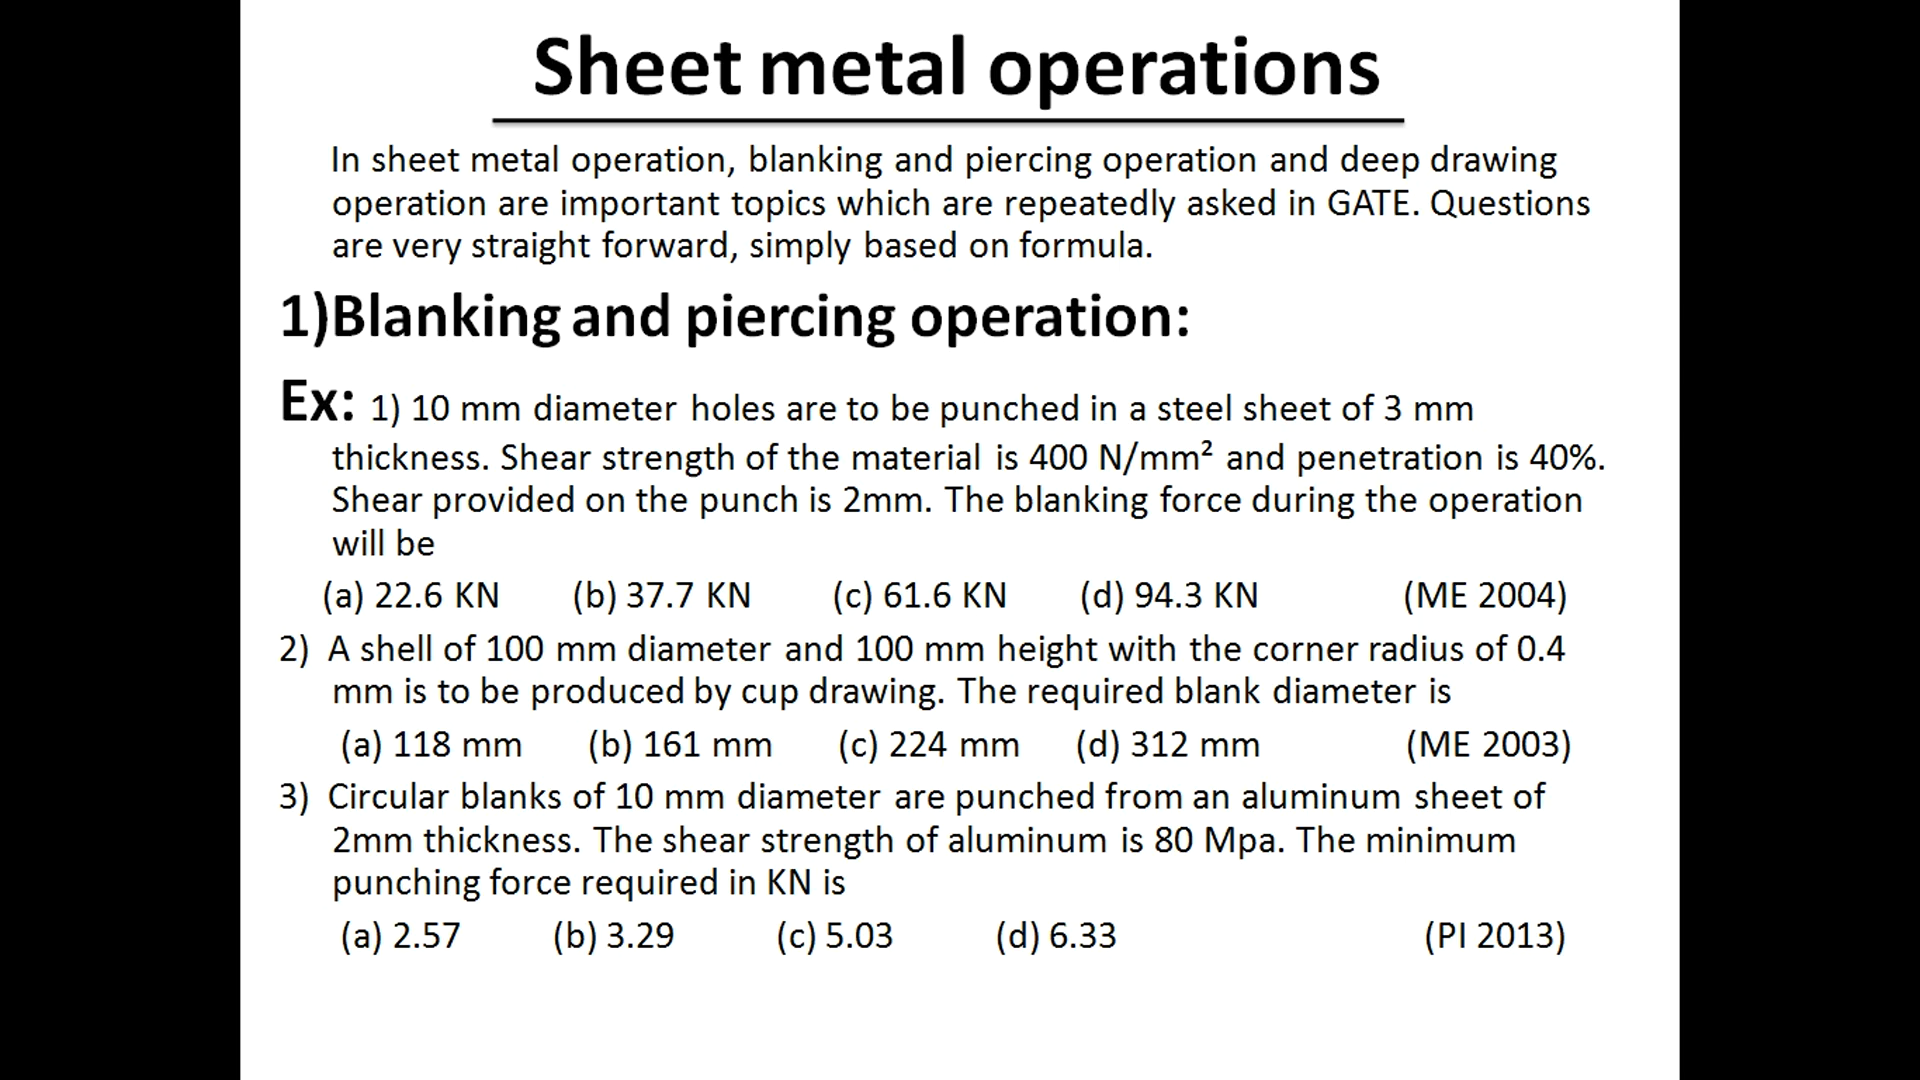 Sheet metal operations
In sheet metal operation, blanking and piercing operation and deep drawing
operation are important topics which are repeatedly asked in GATE. Questions
are very straight forward, simply based on formula.
1)Blanking and piercing operation:
Ex: 1) 10 mm diameter holes are to be punched in a steel sheet of 3 mm
thickness. Shear strength of the material is 400 N/mm² and penetration is 40%.
Shear provided on the punch is 2mm. The blanking force during the operation
will be
(a) 22.6 KN (b) 37.7 KN (c) 61.6 KN (d) 94.3 KN (ME 2004)
2) A shell of 100 mm diameter and 100 mm height with the corner radius of 0.4
mm is to be produced by cup drawing. The required blank diameter is
(a) 118 mm (b) 161 mm (c) 224 mm (d) 312 mm (ME 2003)
3) Circular blanks of 10 mm diameter are punched from an aluminum sheet of
2mm thickness. The shear strength of aluminum is 80 Mpa. The minimum
punching force required in KN is
(a) 2.57 (b) 3.29 (c) 5.03 (d) 6.33 (PI 2013)